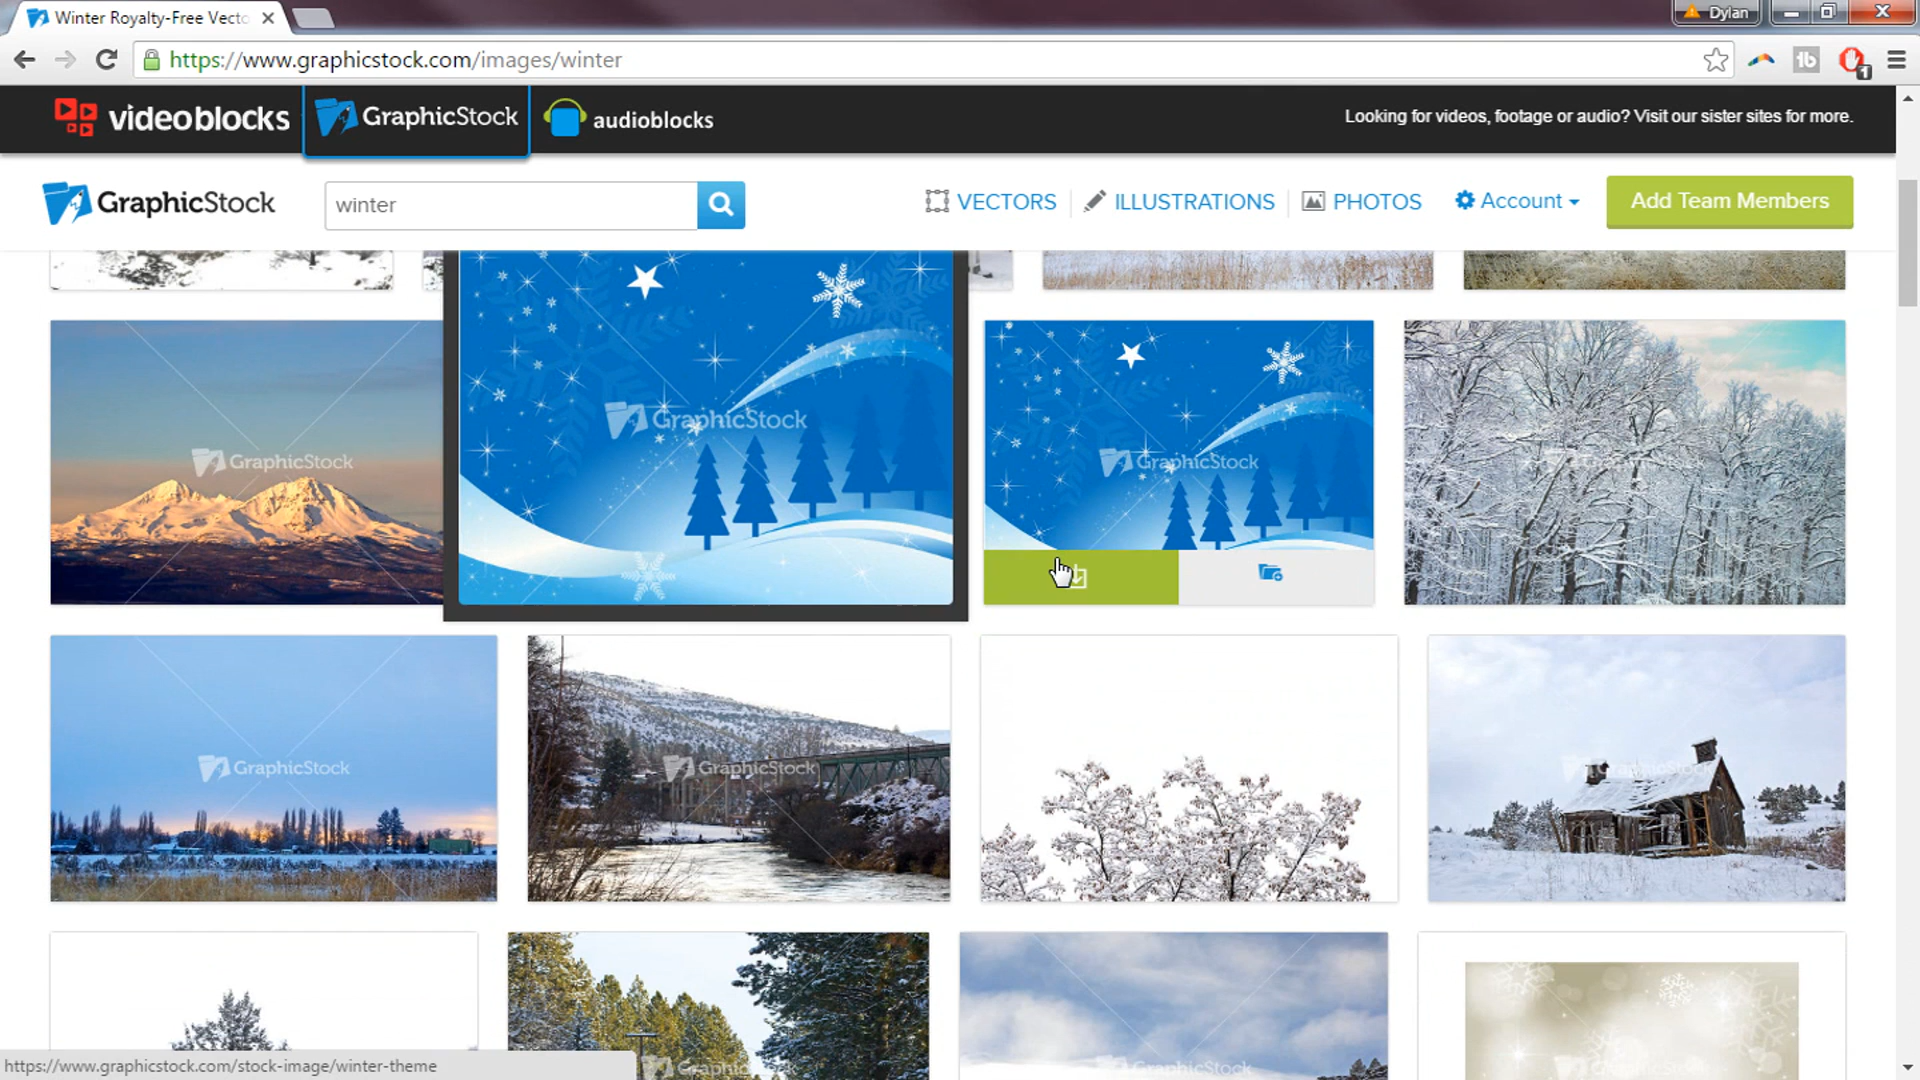 Winter Royalty-Free Vecto
Dylan
https://www.graphicstock.com/images/winter
1
videoblocks
GraphicStock
audioblocks
Looking for videos, footage or audio? Visit our sister sites for more.
GraphicStock
winter
VECTORS
ILLUSTRATIONS
PHOTOS
Account
Add Team Members
GraphicStock
GraphicStock
GraphicStock
GraphicStock
GraphicStock
GraphicStock
https://www.graphicstock.com/stock-image/winter-theme